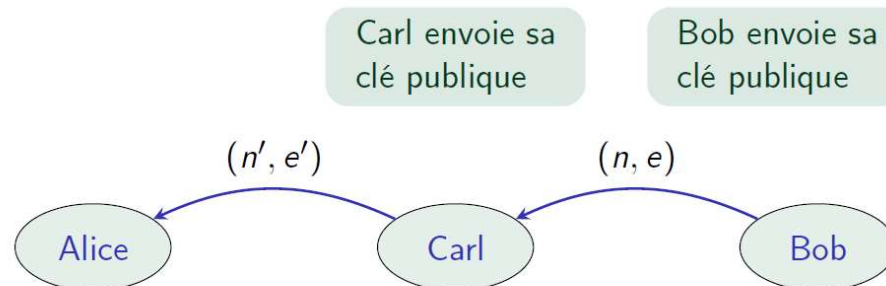 Carl envoie sa
clé publique
Bob envoie sa
clé publique
(n′, e′)
(n, e)
Alice
Carl
Bob